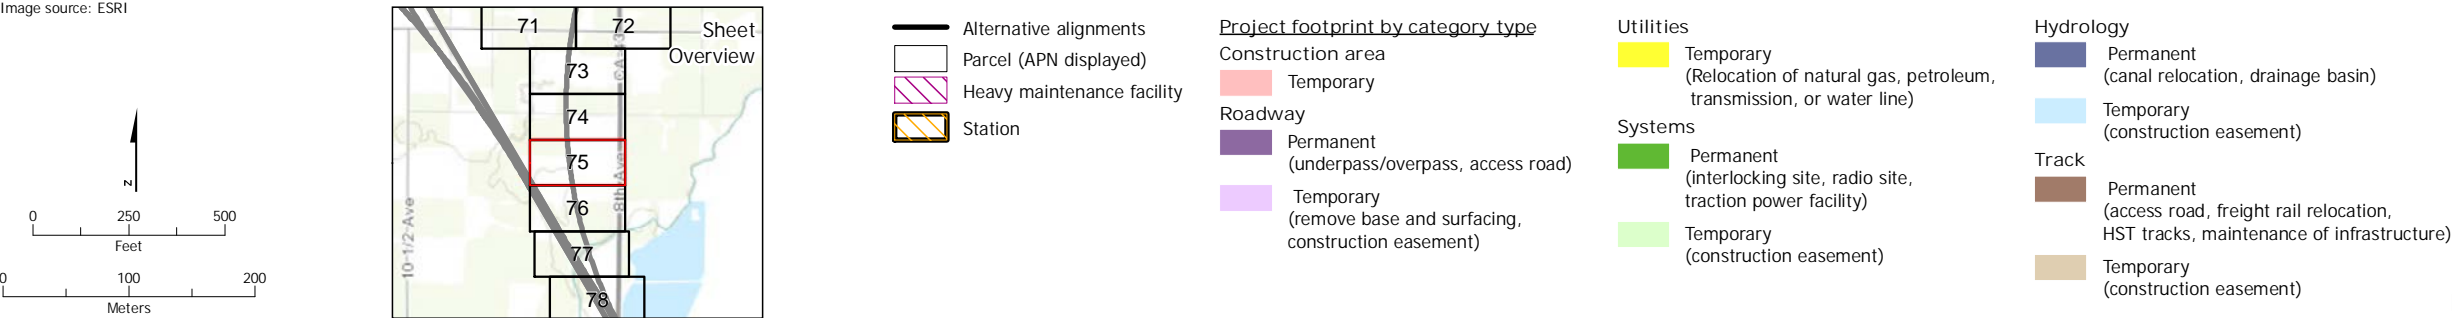 Image source: ESRI
N
0 250 500
Feet
0 100 200
Meters
71 72
Sheet
Overview
73
74
75
76
77
78
10-1/2-Ave
8th-Ave
Alternative alignments
Parcel (APN displayed)
Heavy maintenance facility
Station
Project footprint by category type
Construction area
Temporary
Roadway
Permanent
(underpass/overpass, access road)
Temporary
(remove base and surfacing,
construction easement)
Utilities
Temporary
(Relocation of natural gas, petroleum,
transmission, or water line)
Systems
Permanent
(interlocking site, radio site,
traction power facility)
Temporary
(construction easement)
Hydrology
Permanent
(canal relocation, drainage basin)
Temporary
(construction easement)
Track
Permanent
(access road, freight rail relocation,
HST tracks, maintenance of infrastructure)
Temporary
(construction easement)